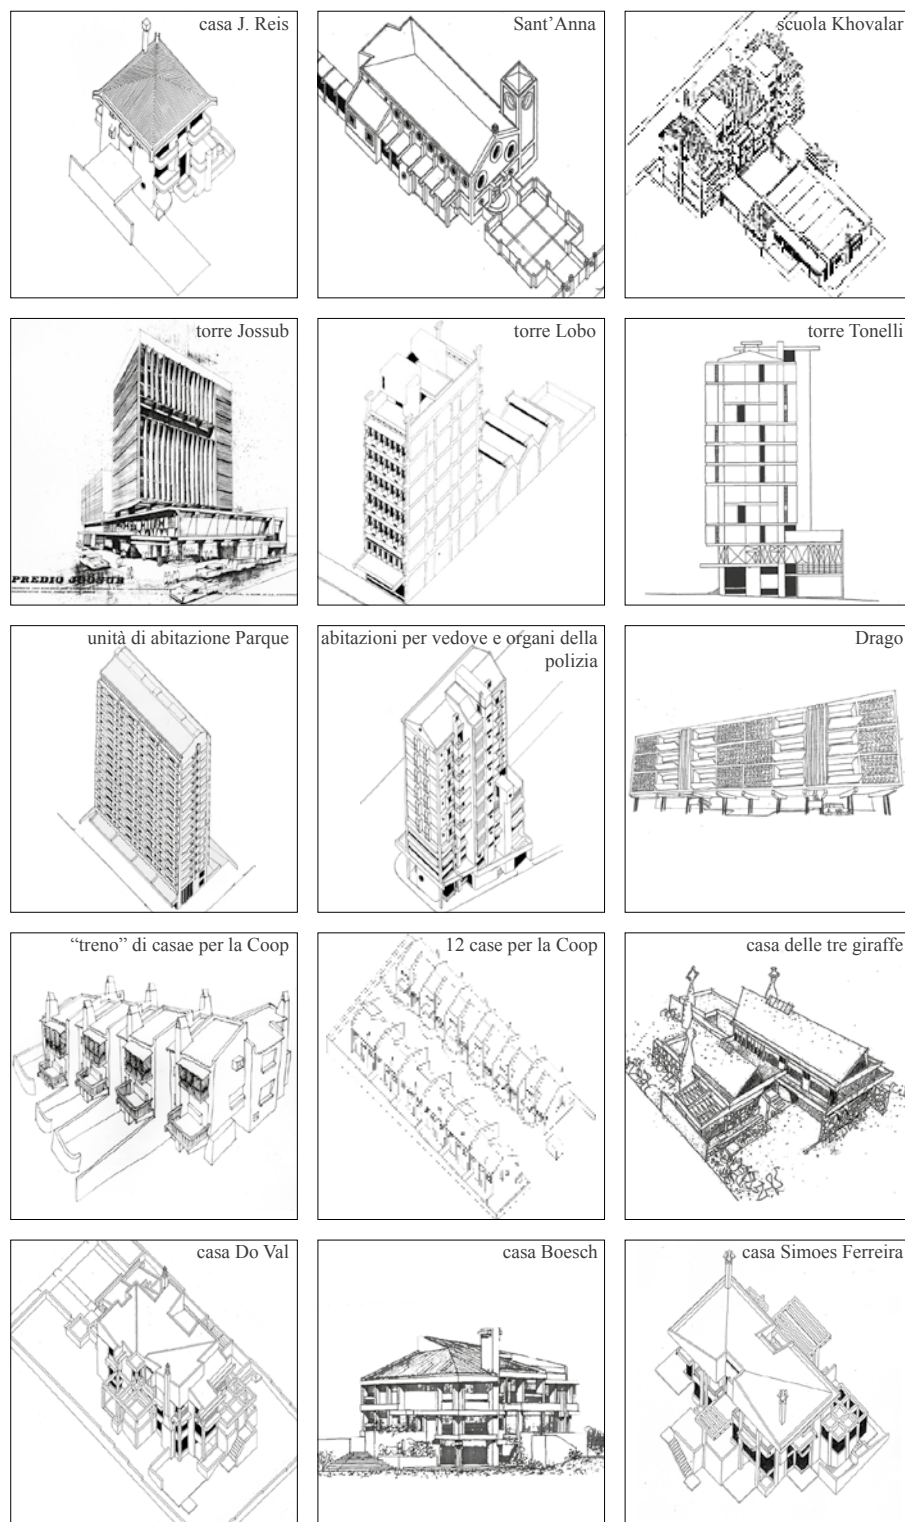 casa J. Reis
Sant’Anna
scuola Khovalar
torre Jossub
PREDIO JOSSUB
torre Lobo
torre Tonelli
unità di abitazione Parque
abitazioni per vedove e organi della
polizia
Drago
“treno” di casae per la Coop
12 case per la Coop
casa delle tre giraffe
casa Do Val
casa Boesch
casa Simoes Ferreira